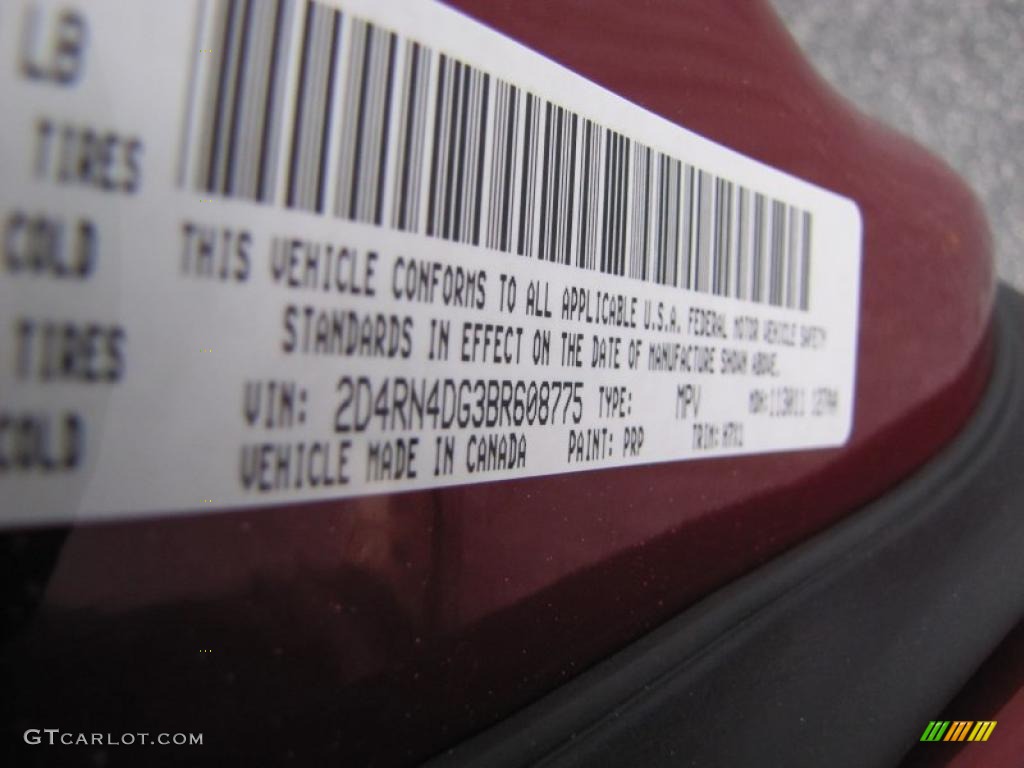 LB
TIRES
COLD
TIRES
COLD
THIS VEHICLE CONFORMS TO ALL APPLICABLE U.S.A. FEDERAL MOTOR VEHICLE SAFETY
STANDARDS IN EFFECT ON THE DATE OF MANUFACTURE SHOWN ABOVE.
VIN: 2D4RN4DG3BR608775 TYPE: MPV
VEHICLE MADE IN CANADA PAINT: PRP TRIM:
GTCARLOT.COM